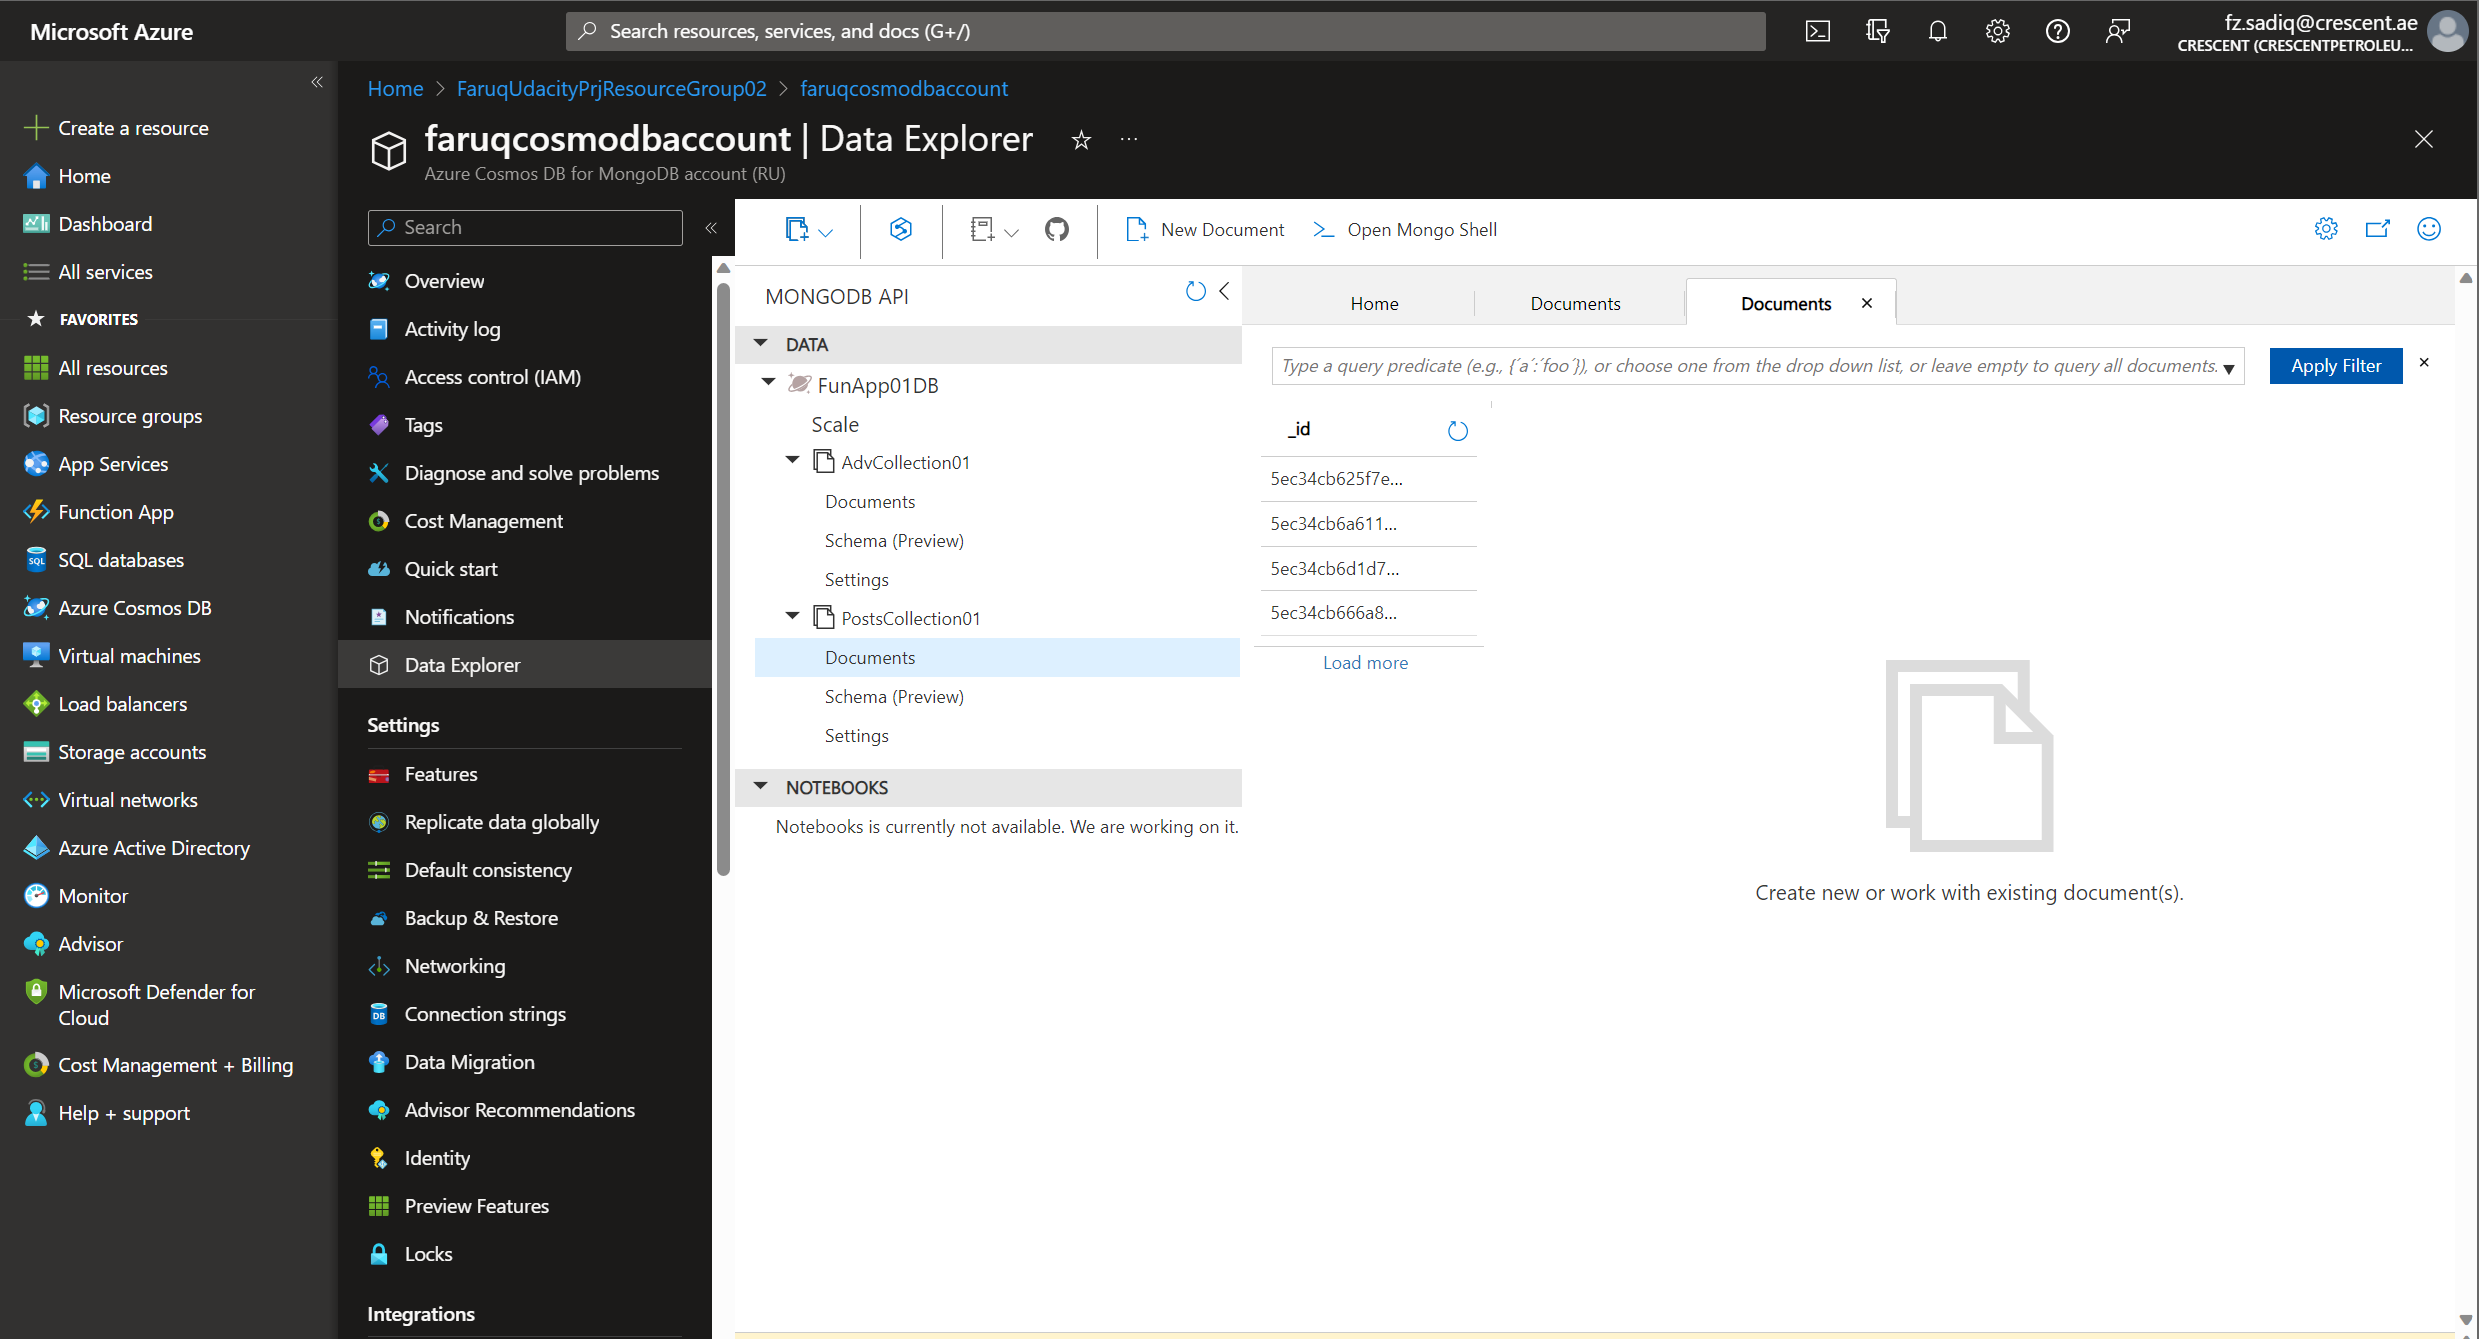 Microsoft Azure
Search resources, services, and docs (G+/)
fz.sadiq@crescent.ae
CRESCENT (CRESCENTPETROLEU...
Create a resource
Home
Dashboard
All services
FAVORITES
All resources
Resource groups
App Services
Function App
SQL databases
Azure Cosmos DB
Virtual machines
Load balancers
Storage accounts
Virtual networks
Azure Active Directory
Monitor
Advisor
Microsoft Defender for
Cloud
Cost Management + Billing
Help + support
Home > FaruqUdacityPrjResourceGroup02 > faruqcosmodbaccount
faruqcosmodbaccount | Data Explorer
Azure Cosmos DB for MongoDB account (RU)
Search
Overview
Activity log
Access control (IAM)
Tags
Diagnose and solve problems
Cost Management
Quick start
Notifications
Data Explorer
Settings
Features
Replicate data globally
Default consistency
Backup & Restore
Networking
Connection strings
Data Migration
Advisor Recommendations
Identity
Preview Features
Locks
Integrations
New Document
Open Mongo Shell
MONGODB API
DATA
FunApp01DB
Scale
AdvCollection01
Documents
Schema (Preview)
Settings
PostsCollection01
Documents
Schema (Preview)
Settings
NOTEBOOKS
Notebooks is currently not available. We are working on it.
Home
Documents
Documents
Type a query predicate (e.g., {´a´:´foo´}), or choose one from the drop down list, or leave empty to query all documents.
Apply Filter
_id
5ec34cb625f7e...
5ec34cb6a611...
5ec34cb6d1d7...
5ec34cb666a8...
Load more
Create new or work with existing document(s).